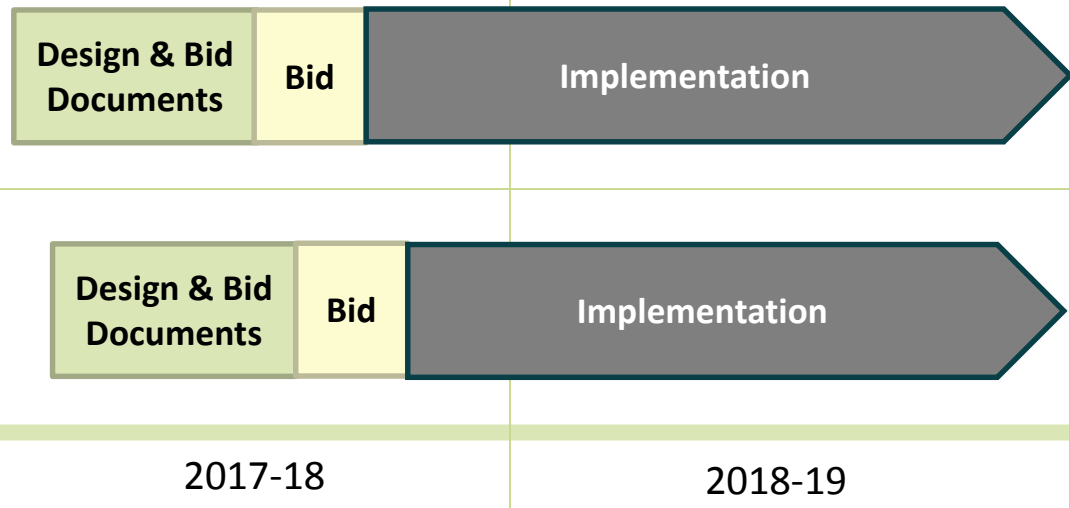 Design & Bid
Documents
Bid
Implementation
Design & Bid
Documents
Bid
Implementation
2017-18
2018-19